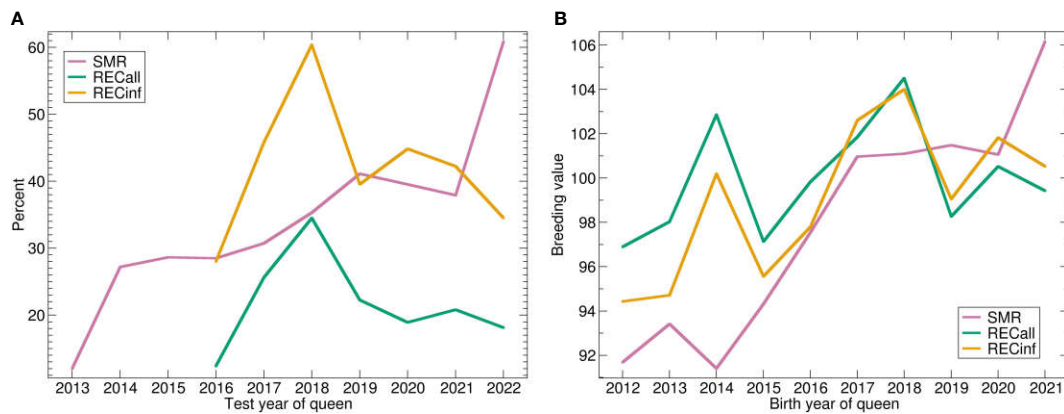 A
Percent
60
50
40
30
20
SMR
RECall
RECinf
2013 2014 2015 2016 2017 2018 2019 2020 2021 2022
Test year of queen
B
Breeding value
106
104
102
100
98
96
94
92
SMR
RECall
RECinf
2012 2013 2014 2015 2016 2017 2018 2019 2020 2021
Birth year of queen